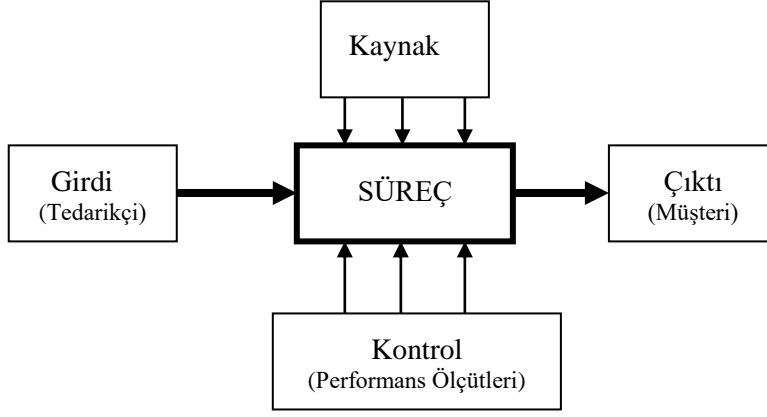 Kaynak
Girdi
(Tedarikçi)
SÜREÇ
Çıktı
(Müşteri)
Kontrol
(Performans Ölçütleri)